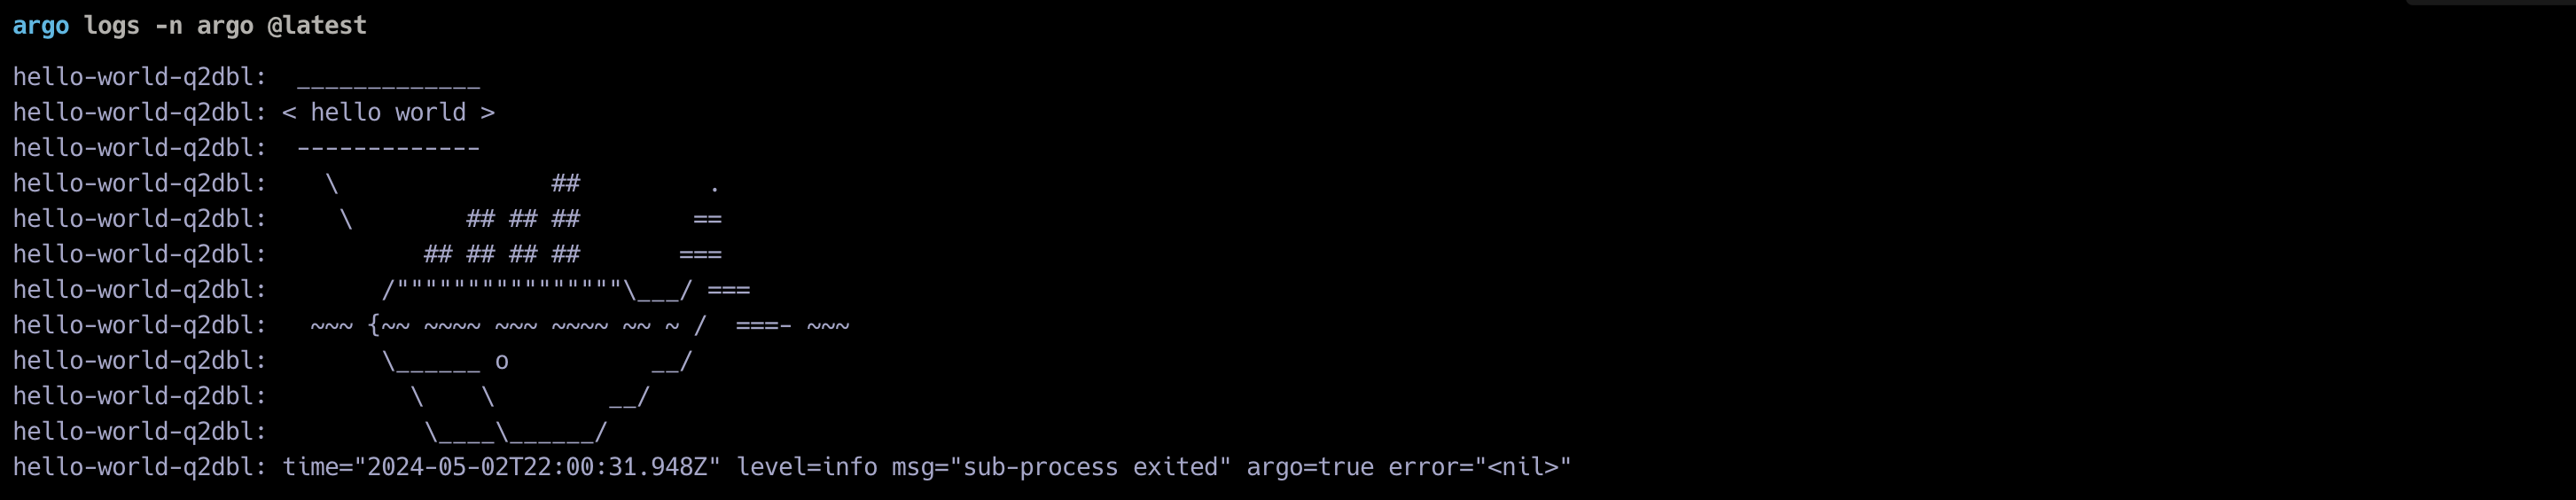 argo logs -n argo @latest
hello-world-q2dbl:  _____________
hello-world-q2dbl: < hello world >
hello-world-q2dbl:  -------------
hello-world-q2dbl:    \               ##         .
hello-world-q2dbl:     \        ## ## ##        ==
hello-world-q2dbl:           ## ## ## ##       ===
hello-world-q2dbl:        /""""""""""""""""\___/ ===
hello-world-q2dbl:   ~~~ {~~ ~~~~ ~~~ ~~~~ ~~ ~ /  ===- ~~~
hello-world-q2dbl:        \______ o          __/
hello-world-q2dbl:          \    \        __/
hello-world-q2dbl:           \____\______/
hello-world-q2dbl: time="2024-05-02T22:00:31.948Z" level=info msg="sub-process exited" argo=true error="<nil>"